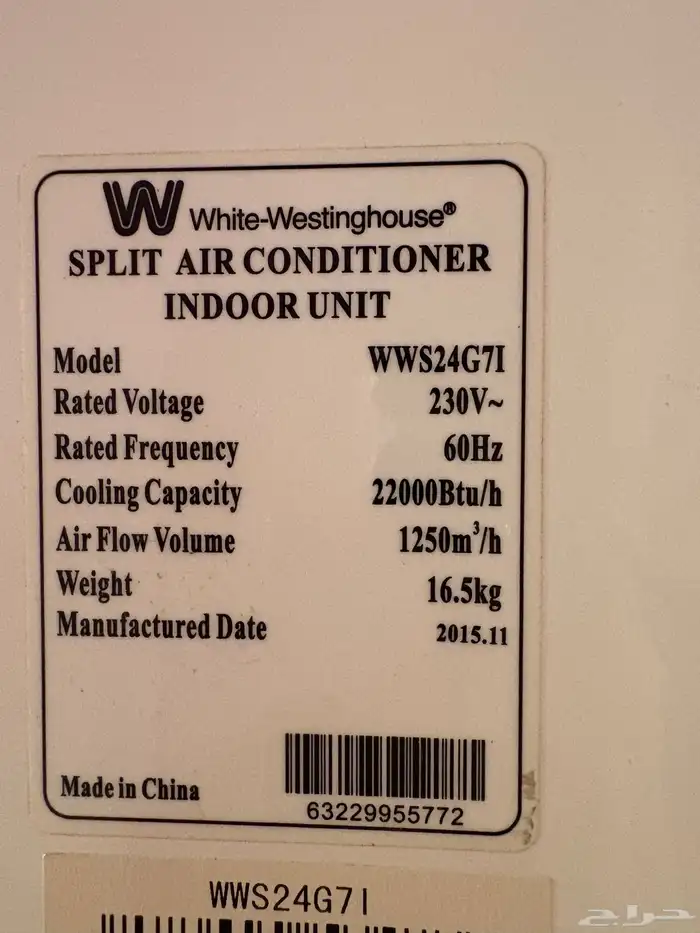 W White-Westinghouse®
SPLIT AIR CONDITIONER
INDOOR UNIT
Model WWS24G7I
Rated Voltage 230V~
Rated Frequency 60Hz
Cooling Capacity 22000Btu/h
Air Flow Volume 1250m³/h
Weight 16.5kg
Manufactured Date 2015.11
Made in China
63229955772
WWS24G7I
حراج